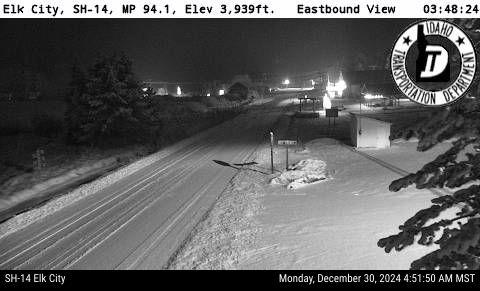 Elk City, SH-14, MP 94.1, Elev 3,939ft. Eastbound View 03:48:24
IDAHO
TRANSPORTATION DEPARTMENT
SH-14 Elk City Monday, December 30, 2024 4:51:50 AM MST